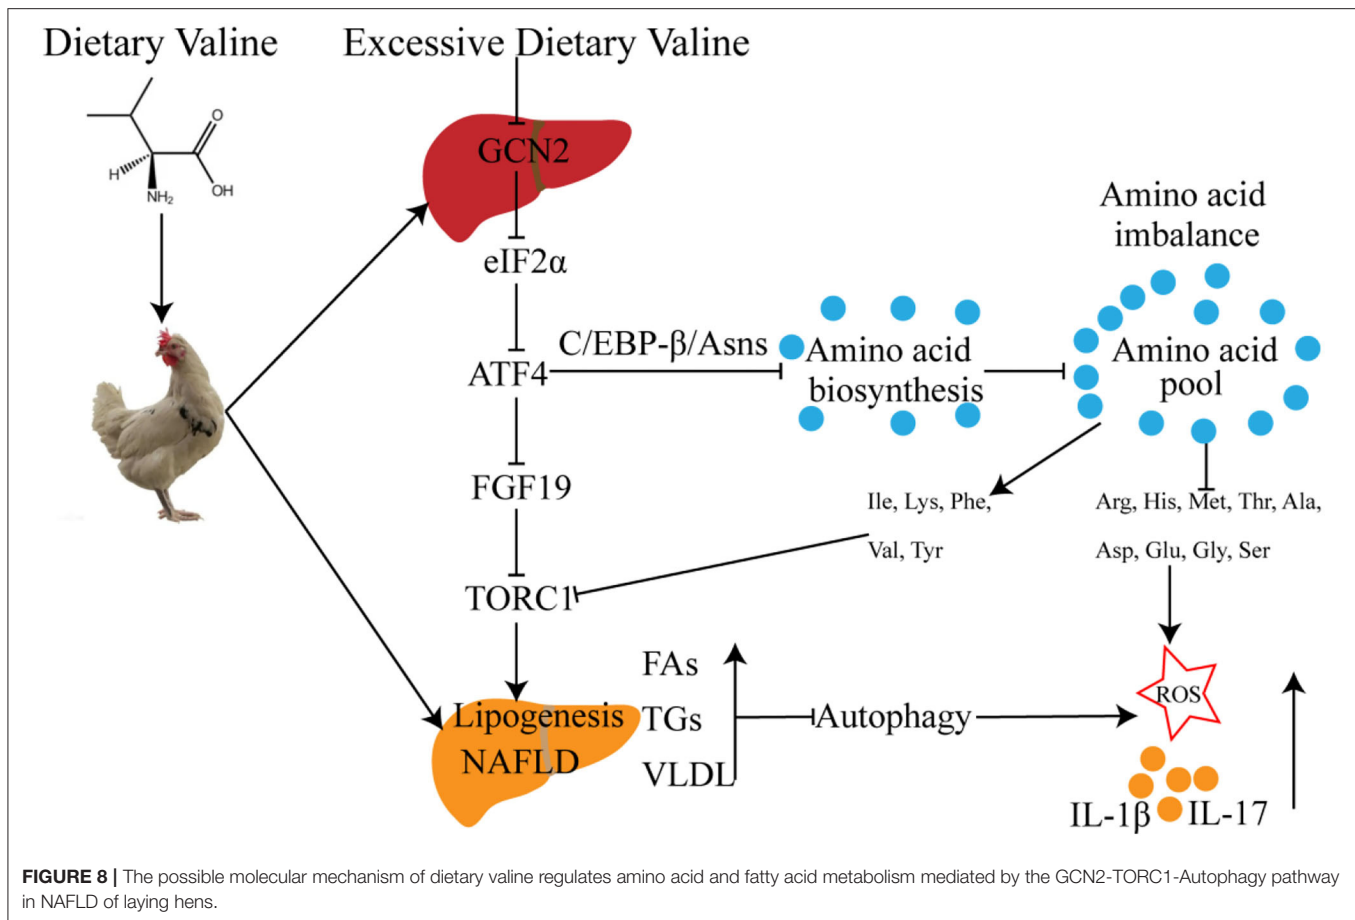 Dietary Valine
Excessive Dietary Valine
O
H
NH2
OH
GCN2
eIF2α
ATF4
C/EBP-β/Asns
Amino acid
biosynthesis
Amino acid
imbalance
Amino acid
pool
FGF19
Ile, Lys, Phe,
Val, Tyr
Arg, His, Met, Thr, Ala,
Asp, Glu, Gly, Ser
TORC1
Lipogenesis
NAFLD
FAs
TGs
VLDL
Autophagy
ROS
IL-1β
IL-17
FIGURE 8 | The possible molecular mechanism of dietary valine regulates amino acid and fatty acid metabolism mediated by the GCN2-TORC1-Autophagy pathway
in NAFLD of laying hens.